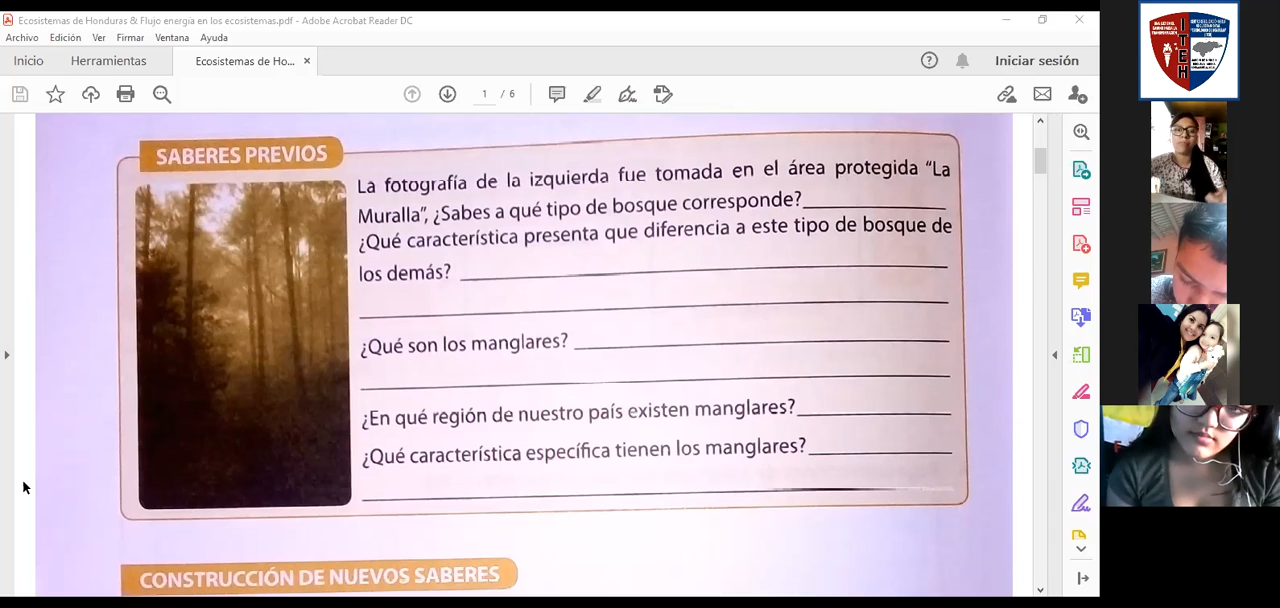 Ecosistemas de Honduras & Flujo energía en los ecosistemas.pdf - Adobe Acrobat Reader DC
Archivo Edición Ver Firmar Ventana Ayuda
Inicio Herramientas Ecosistemas de Ho... × Iniciar sesión
1 / 6
SABERES PREVIOS
La fotografía de la izquierda fue tomada en el área protegida “La
Muralla”, ¿Sabes a qué tipo de bosque corresponde?
¿Qué característica presenta que diferencia a este tipo de bosque de
los demás?
¿Qué son los manglares?
¿En qué región de nuestro país existen manglares?
¿Qué característica específica tienen los manglares?
CONSTRUCCIÓN DE NUEVOS SABERES
ITEH